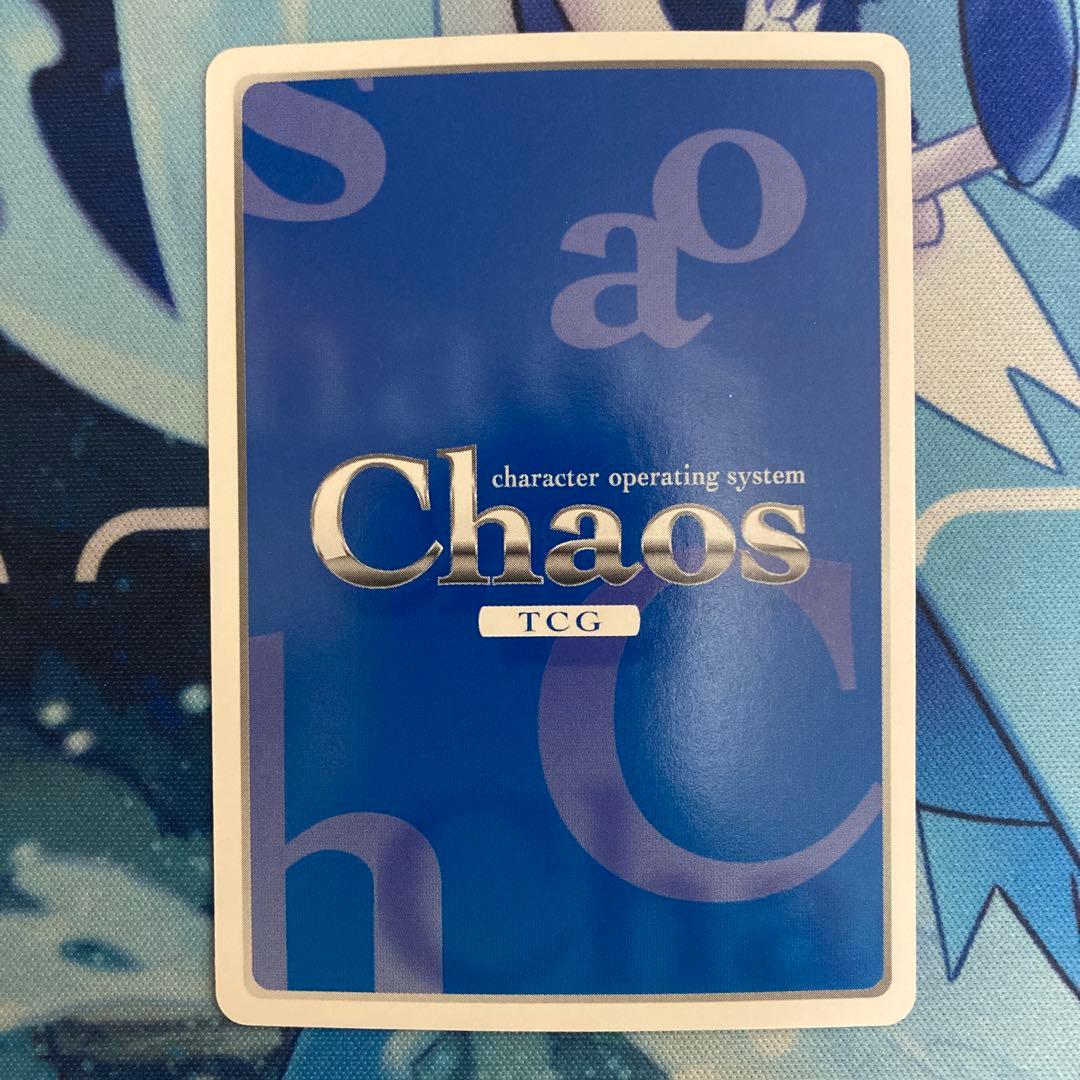 s
o
a
character operating system
Chaos
TCG
C
h